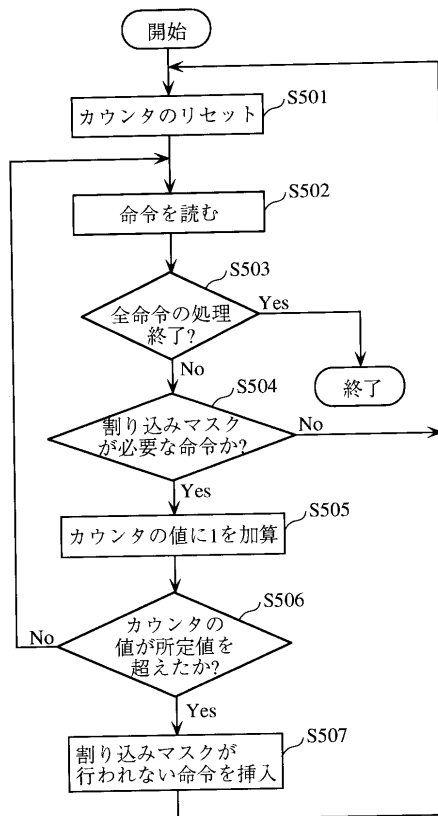 開始
カウンタのリセット
S501
命令を読む
S502
S503
全命令の処理
終了?
Yes
No
終了
S504
割り込みマスク
が必要な命令か?
No
Yes
S505
カウンタの値に1を加算
S506
カウンタの
値が所定値を
超えたか?
No
Yes
S507
割り込みマスクが
行われない命令を挿入